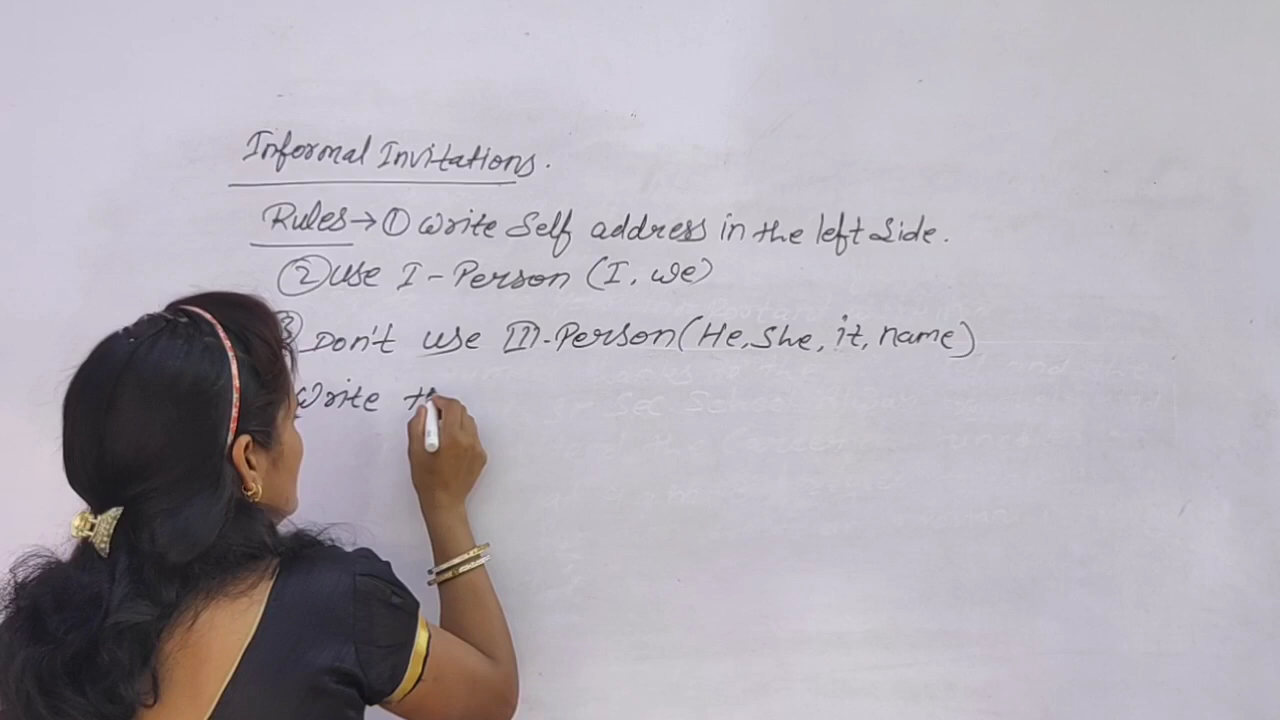 Informal Invitations.
Rules → ① Write Self address in the left Side.
② Use I - Person (I, we)
③ Don't use III - Person (He, She, it, name)
Write